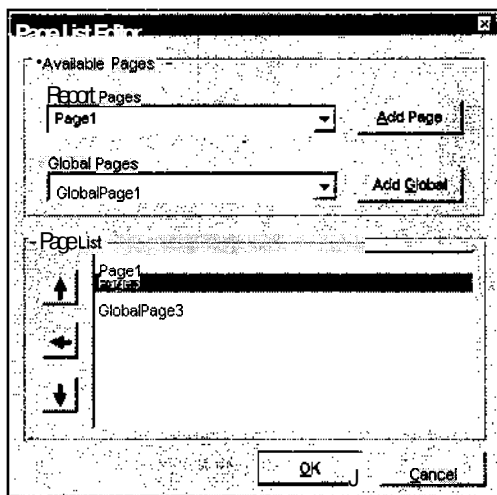 Page List Editor
Available Pages
Report Pages
Page1
Add Page
Global Pages
GlobalPage1
Add Global
Page List
Page1
GlobalPage3
OK
Cancel